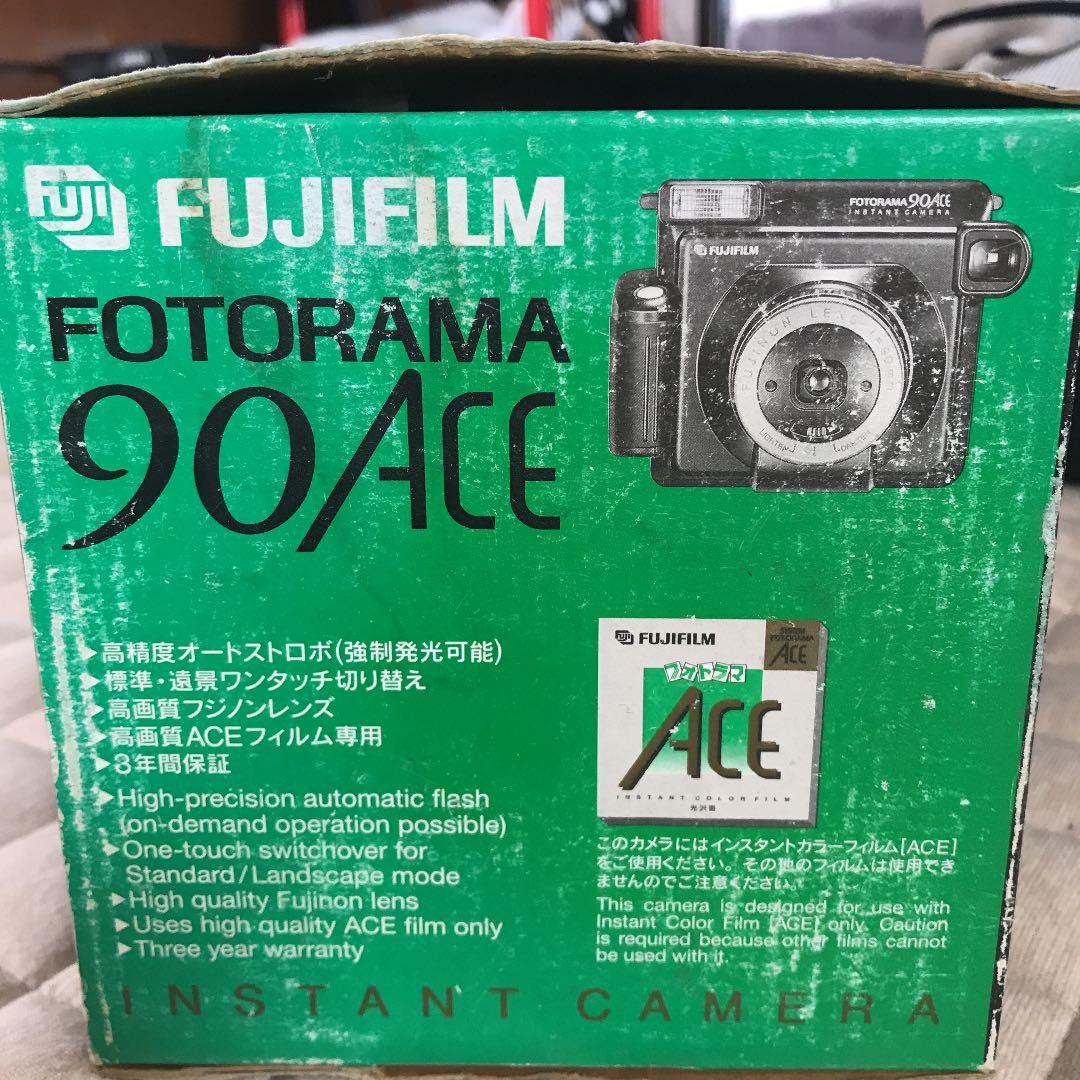 FUJI FUJIFILM
FOTORAMA
90ACE
FOTORAMA 90ACE
INSTANT CAMERA
FUJIFILM
FUJINON LENS
LIGHTEN
▶高精度オートストロボ(強制発光可能)
▶標準・遠景ワンタッチ切り替え
▶高画質フジノンレンズ
▶高画質ACEフィルム専用
▶3年間保証
▶High-precision automatic flash
(on-demand operation possible)
▶One-touch switchover for
Standard/Landscape mode
▶High quality Fujinon lens
▶Uses high quality ACE film only
▶Three year warranty
FUJI FUJIFILM
SYSTEM
FOTORAMA
ACE
フォトラマ
ACE
INSTANT COLOR FILM
光沢面
このカメラにはインスタントカラーフィルム[ACE]
をご使用ください。その他のフィルムは使用でき
ませんのでご注意ください。
This camera is designed for use with
Instant Color Film [ACE] only. Caution
is required because other films cannot
be used with it.
INSTANT CAMERA